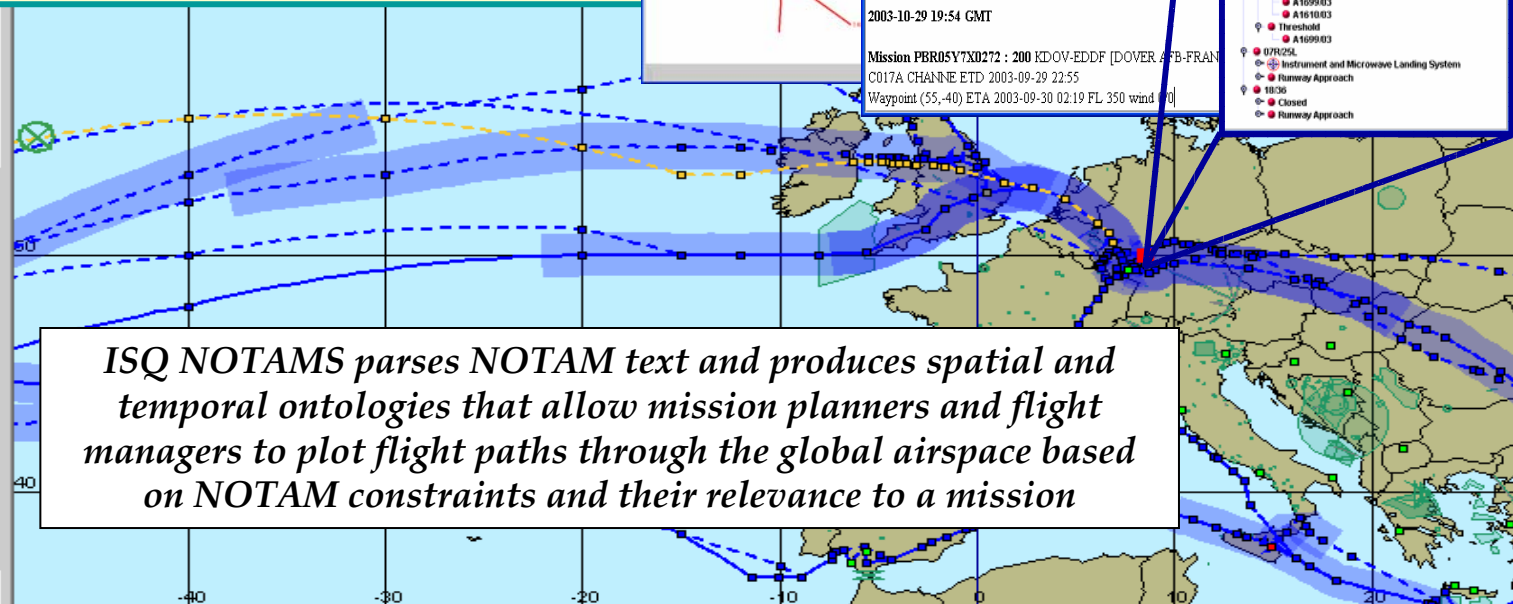 2003-10-29 19:54 GMT
Mission PBR05Y7X0272 : 200 KDOV-EDDF [DOVER AFB-FRAN
C017A CHANNE ETD 2003-09-29 22:55
Waypoint (55,-40) ETA 2003-09-30 02:19 FL 350 wind 0/0
A1699/03
A1610/03
Threshold
A1699/03
07R/25L
Instrument and Microwave Landing System
Runway Approach
18/36
Closed
Runway Approach
50
ISQ NOTAMS parses NOTAM text and produces spatial and
temporal ontologies that allow mission planners and flight
managers to plot flight paths through the global airspace based
on NOTAM constraints and their relevance to a mission
40
-40
-30
-20
-10
0
10
20